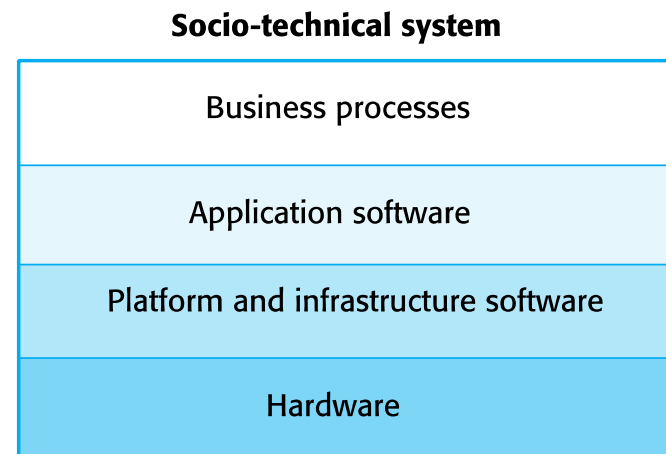 Socio-technical system
Business processes
Application software
Platform and infrastructure software
Hardware